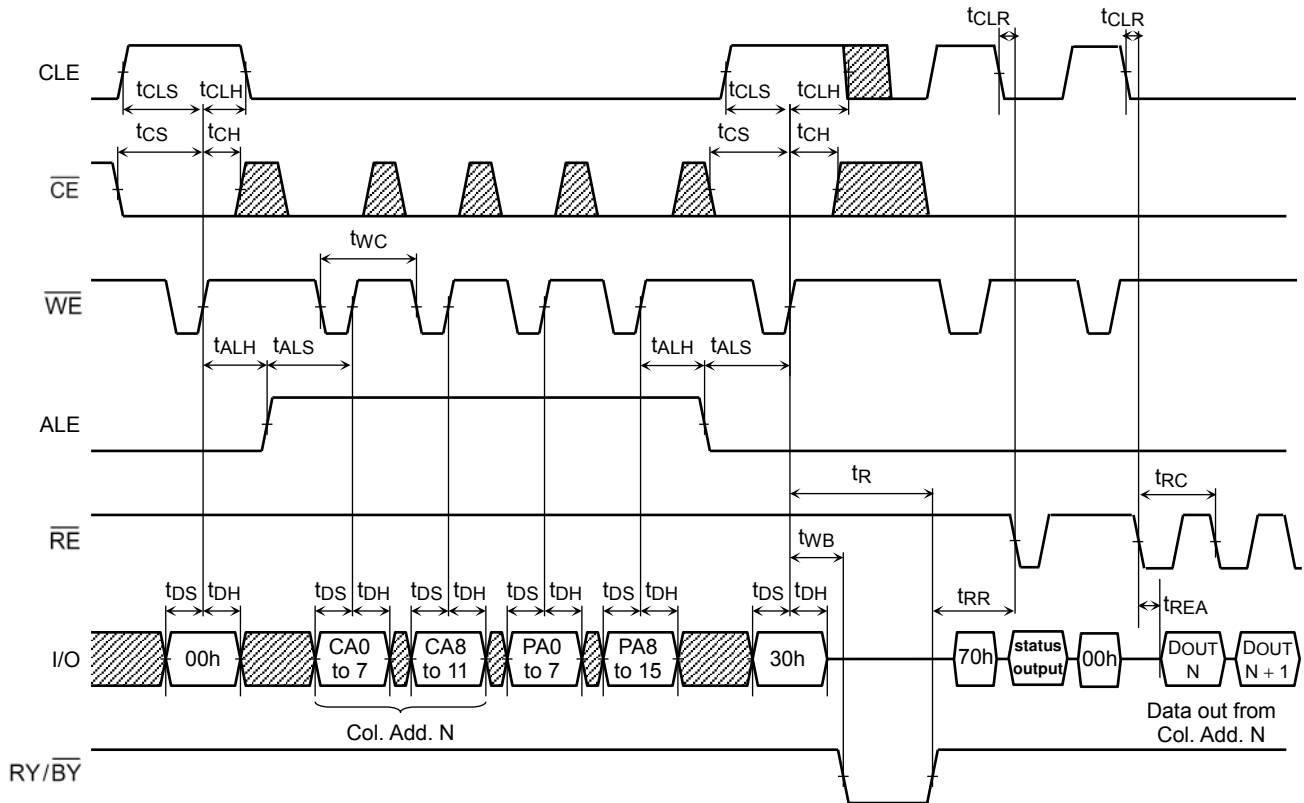 tCLR tCLR
CLE
tCLS tCLH tCLS tCLH
tCS tCH tCS tCH
CE
tWC
WE
tALH tALS tALH tALS
ALE
tR
tRC
RE
tWB
tDS tDH tDS tDH tDS tDH tDS tDH tDS tDH tDS tDH
tRR
tREA
I/O
00h
CA0
to 7
CA8
to 11
PA0
to 7
PA8
to 15
30h
70h
status
output
00h
DOUT
N
DOUT
N + 1
Col. Add. N
Data out from
Col. Add. N
RY/BY